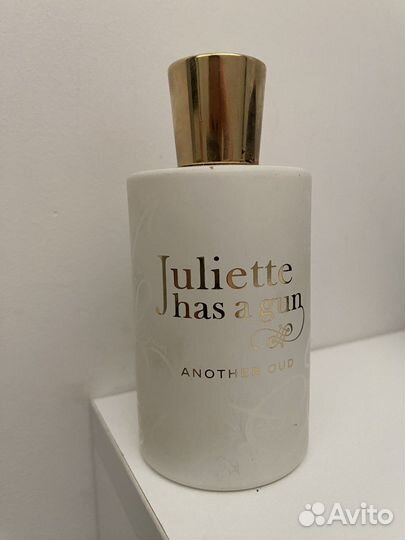 Juliette
has a gun
ANOTHER OUD
Avito